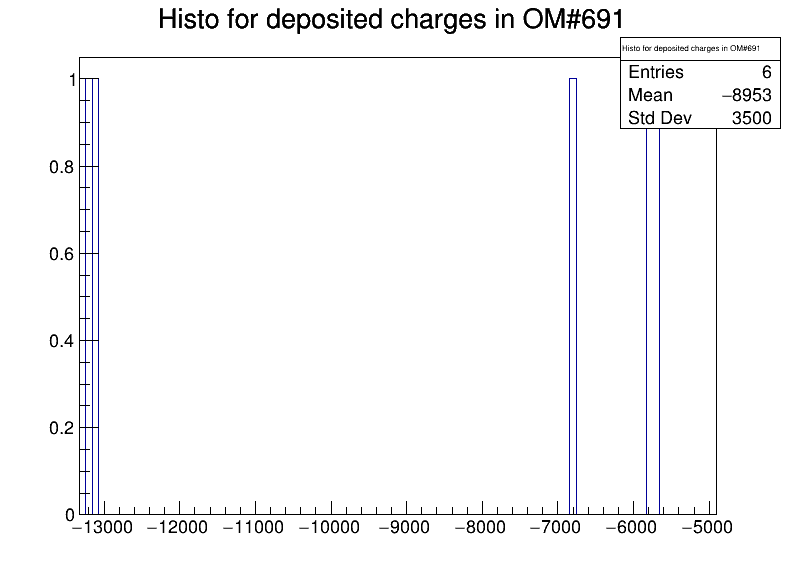 Histo for deposited charges in OM#691
Histo for deposited charges in OM#691
Entries 6
Mean −8953
Std Dev 3500
1
0.8
0.6
0.4
0.2
0
−13000 −12000 −11000 −10000 −9000 −8000 −7000 −6000 −5000